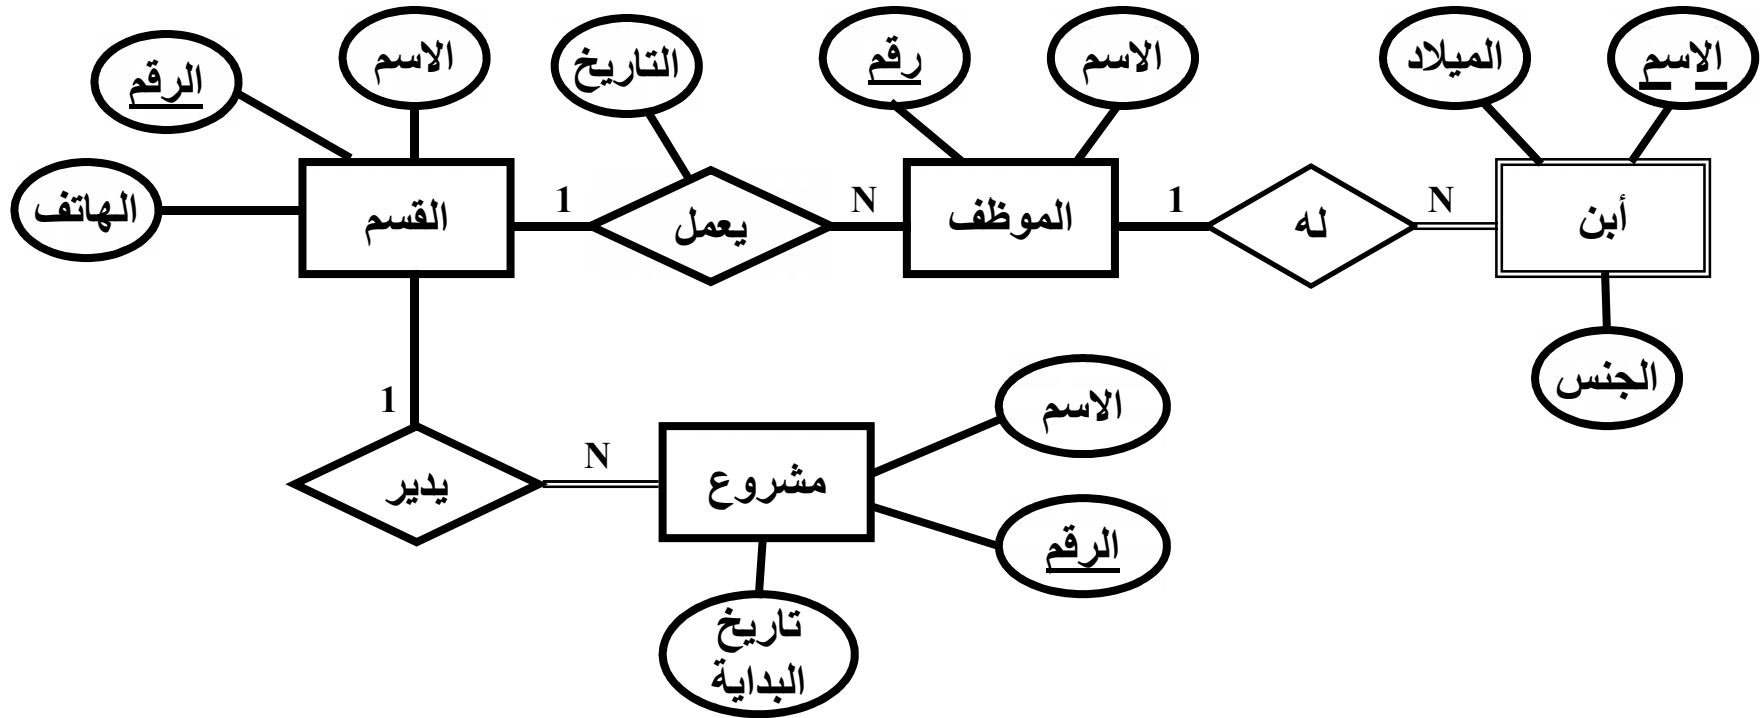 الاسم
الميلاد
الاسم
رقم
التاريخ
الاسم
الرقم
أبن
N
له
1
الموظف
N
يعمل
1
القسم
الهاتف
الجنس
1
يدير
N
مشروع
الاسم
الرقم
تاريخ
البداية